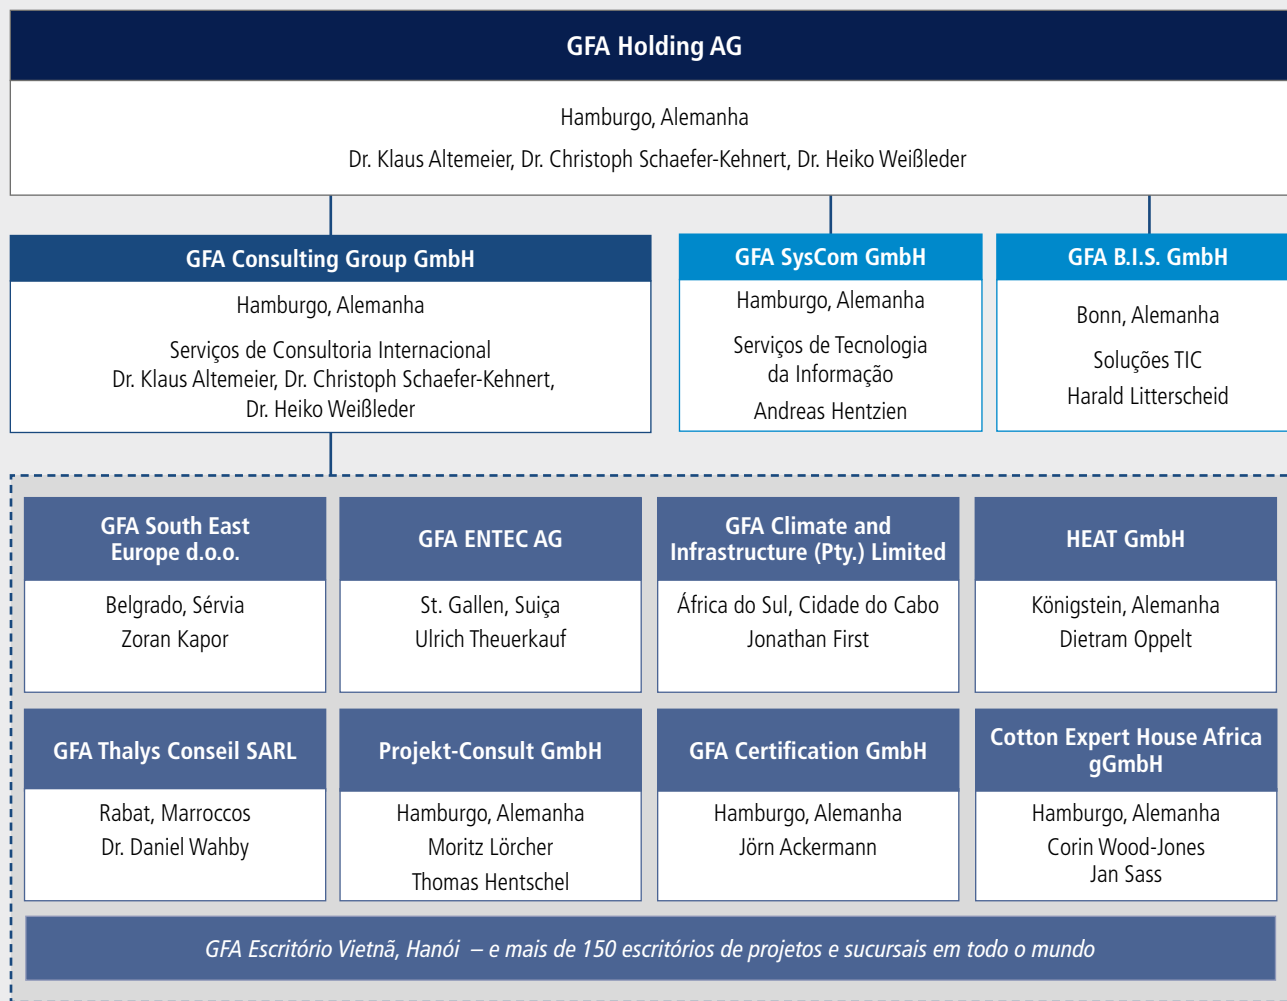 GFA Holding AG
Hamburgo, Alemanha
Dr. Klaus Altemeier, Dr. Christoph Schaefer-Kehnert, Dr. Heiko Weißleder
GFA Consulting Group GmbH
Hamburgo, Alemanha
Serviços de Consultoria Internacional
Dr. Klaus Altemeier, Dr. Christoph Schaefer-Kehnert,
Dr. Heiko Weißleder
GFA SysCom GmbH
Hamburgo, Alemanha
Serviços de Tecnologia
da Informação
Andreas Hentzien
GFA B.I.S. GmbH
Bonn, Alemanha
Soluções TIC
Harald Litterscheid
GFA South East
Europe d.o.o.
Belgrado, Sérvia
Zoran Kapor
GFA ENTEC AG
St. Gallen, Suiça
Ulrich Theuerkauf
GFA Climate and
Infrastructure (Pty.) Limited
África do Sul, Cidade do Cabo
Jonathan First
HEAT GmbH
Königstein, Alemanha
Dietram Oppelt
GFA Thalys Conseil SARL
Rabat, Marroccos
Dr. Daniel Wahby
Projekt-Consult GmbH
Hamburgo, Alemanha
Moritz Lörcher
Thomas Hentschel
GFA Certification GmbH
Hamburgo, Alemanha
Jörn Ackermann
Cotton Expert House Africa
gGmbH
Hamburgo, Alemanha
Corin Wood-Jones
Jan Sass
GFA Escritório Vietnã, Hanói – e mais de 150 escritórios de projetos e sucursais em todo o mundo